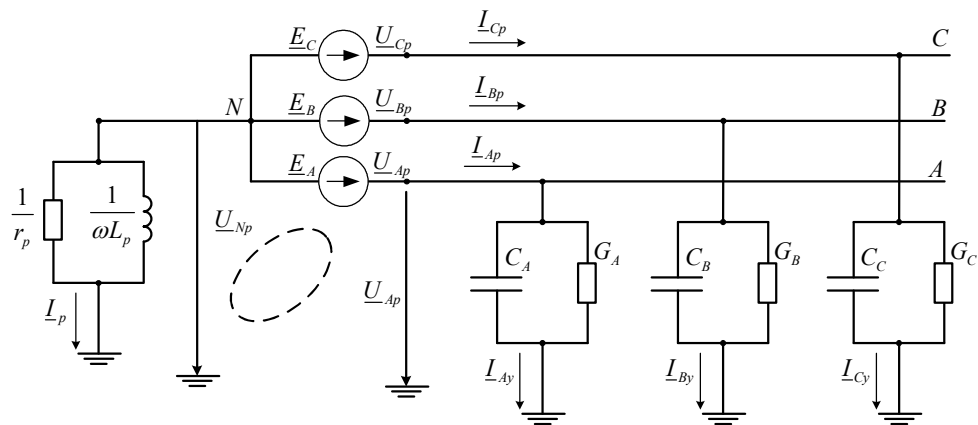 E_C U_Cp I_Cp C
N E_B U_Bp I_Bp B
E_A U_Ap I_Ap A
1/r_p 1/ωL_p
U_Np
C_A G_A C_B G_B C_C G_C
U_Ap
I_p
I_Ay I_By I_Cy